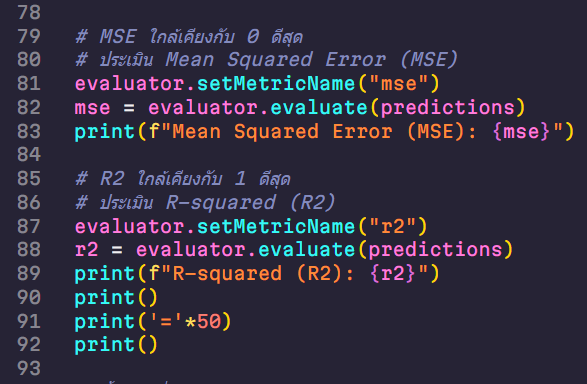 78
79 # MSE ใกล้เคียงกับ 0 ดีสุด
80 # ประเมิน Mean Squared Error (MSE)
81 evaluator.setMetricName("mse")
82 mse = evaluator.evaluate(predictions)
83 print(f"Mean Squared Error (MSE): {mse}")
84
85 # R2 ใกล้เคียงกับ 1 ดีสุด
86 # ประเมิน R-squared (R2)
87 evaluator.setMetricName("r2")
88 r2 = evaluator.evaluate(predictions)
89 print(f"R-squared (R2): {r2}")
90 print()
91 print('='*50)
92 print()
93